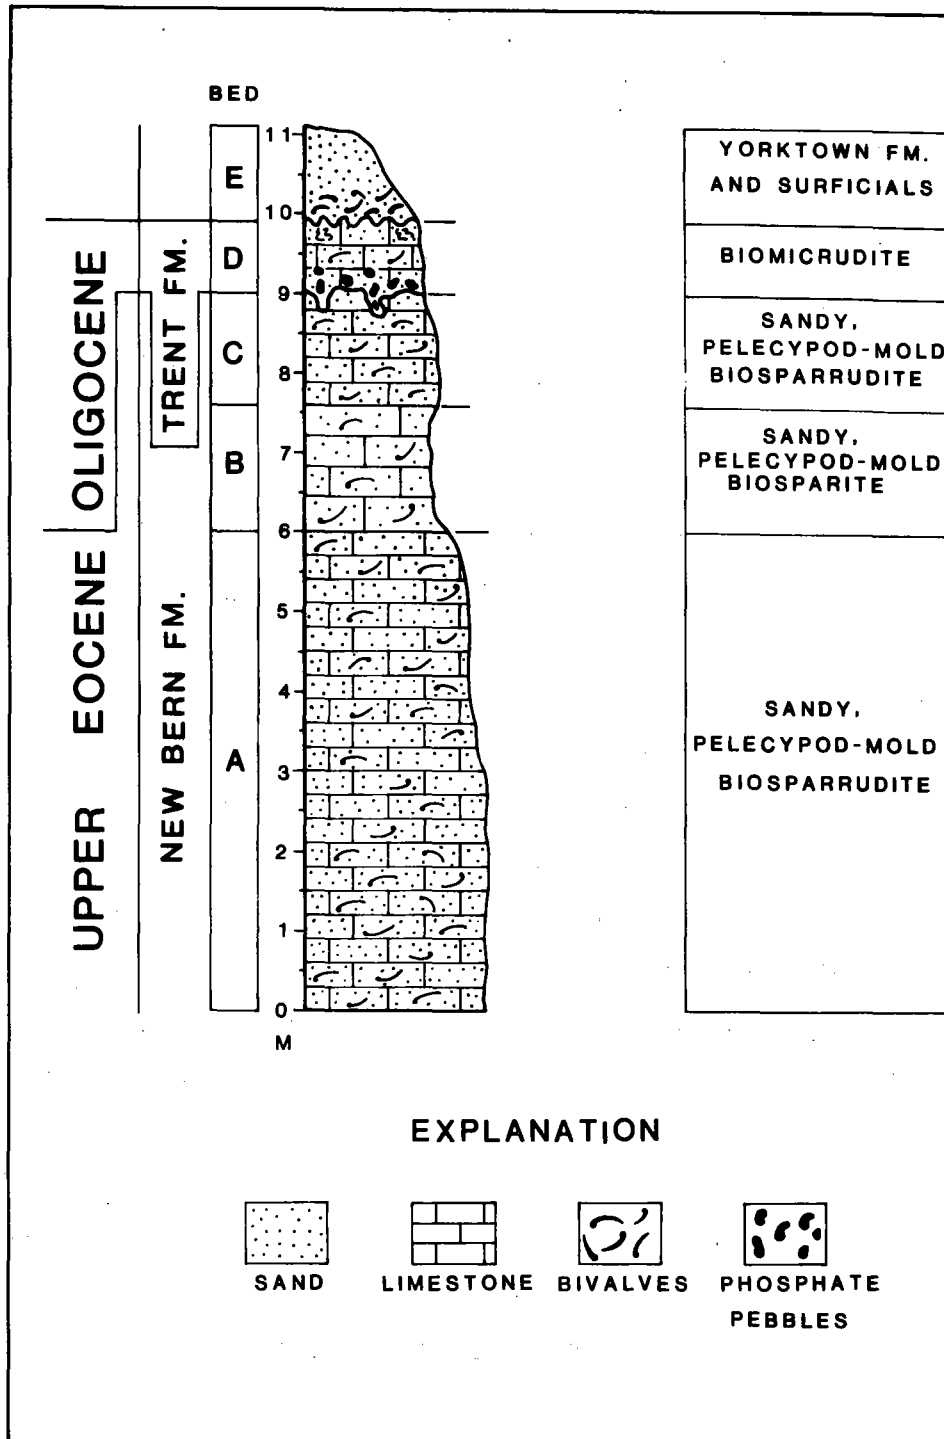 BED
11
10
9
8
7
6
5
4
3
2
1
0
M
E
D
C
B
A
OLIGOCENE
UPPER EOCENE
TRENT FM.
NEW BERN FM.
YORKTOWN FM.
AND SURFICIALS
BIOMICRUDITE
SANDY,
PELECYPOD-MOLD
BIOSPARRUDITE
SANDY,
PELECYPOD-MOLD
BIOSPARITE
SANDY,
PELECYPOD-MOLD
BIOSPARRUDITE
EXPLANATION
SAND
LIMESTONE
BIVALVES
PHOSPHATE
PEBBLES